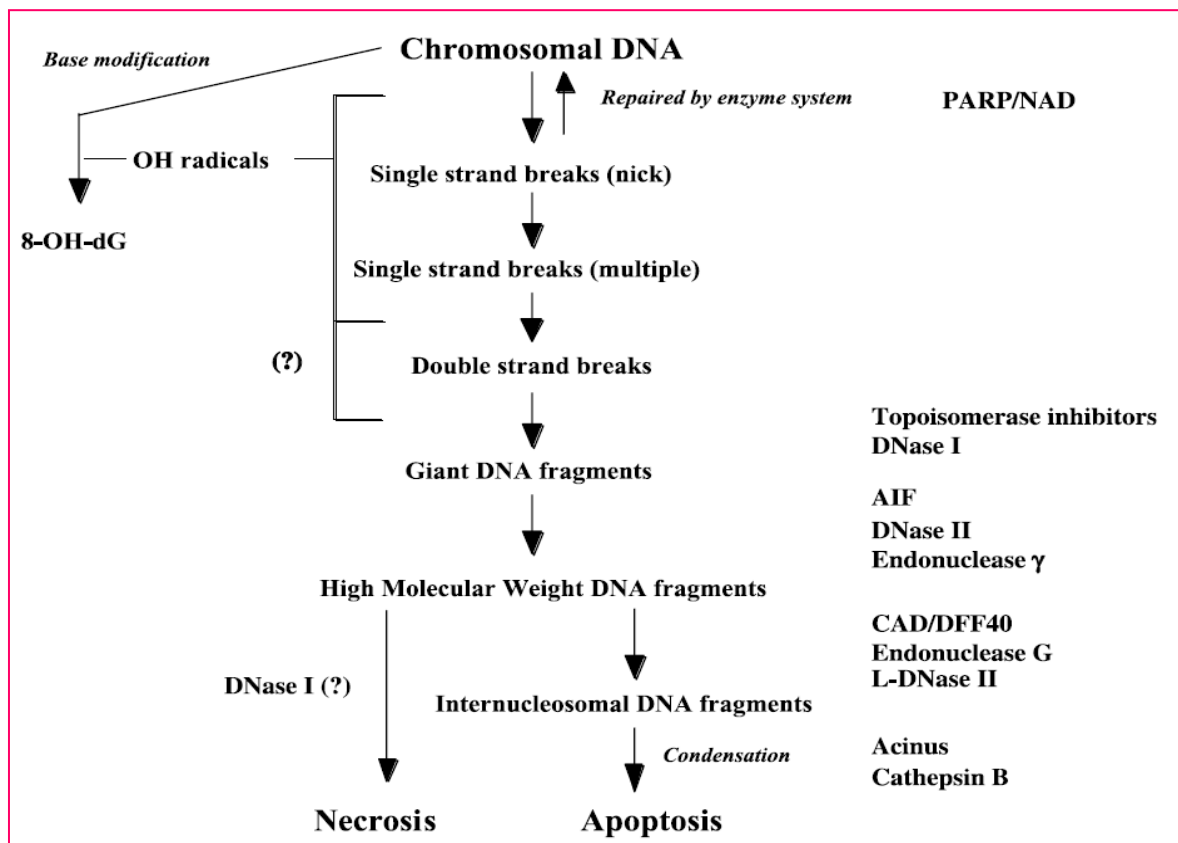 Chromosomal DNA
Base modification
Repaired by enzyme system
PARP/NAD
OH radicals
Single strand breaks (nick)
8-OH-dG
Single strand breaks (multiple)
(?)
Double strand breaks
Topoisomerase inhibitors
DNase I
Giant DNA fragments
AIF
DNase II
Endonuclease γ
High Molecular Weight DNA fragments
CAD/DFF40
Endonuclease G
L-DNase II
DNase I (?)
Internucleosomal DNA fragments
Condensation
Acinus
Cathepsin B
Necrosis
Apoptosis